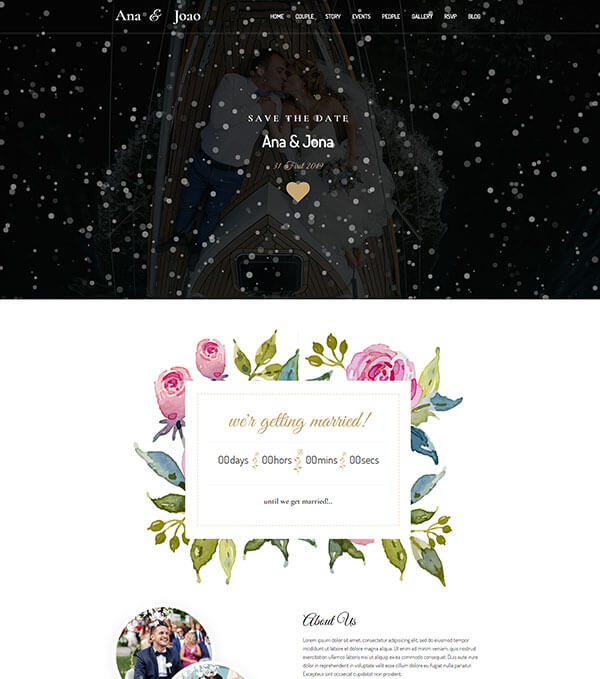 Ana & Joao
HOME COUPLE STORY EVENTS PEOPLE GALLERY RSVP BLOG
SAVE THE DATE
Ana & Jona
31 First 2019
we'r getting married!
00days 00hors 00mins 00secs
until we get married!..
About Us
Lorem ipsum dolor sit amet, consectetur adipiscing elit, sed do eiusmod tempor
incididunt ut labore et dolore magna aliqua. Ut enim ad minim veniam, quis nostrud
exercitation ullamco laboris nisi ut aliquip ex ea commodo consequat. Duis aute irure
dolor in reprehenderit in voluptate velit esse cillum dolore eu fugiat nulla pariatur.
Excepteur sint occaecat cupidatat non proident.